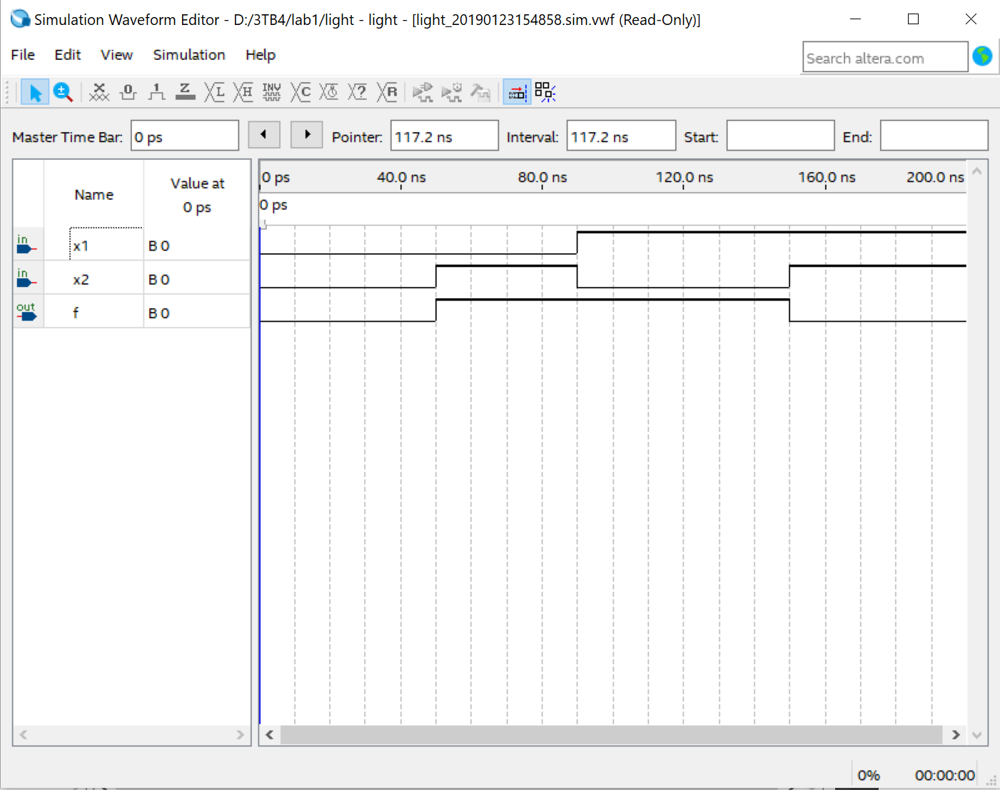 Simulation Waveform Editor - D:/3TB4/lab1/light - light - [light_20190123154858.sim.vwf (Read-Only)]
File Edit View Simulation Help Search altera.com
X 0 1 Z L H INV C ? R
Master Time Bar: 0 ps Pointer: 117.2 ns Interval: 117.2 ns Start: End:
Name Value at 0 ps
0 ps 40.0 ns 80.0 ns 120.0 ns 160.0 ns 200.0 ns
0 ps
in x1 B 0
in x2 B 0
out f B 0
0% 00:00:00